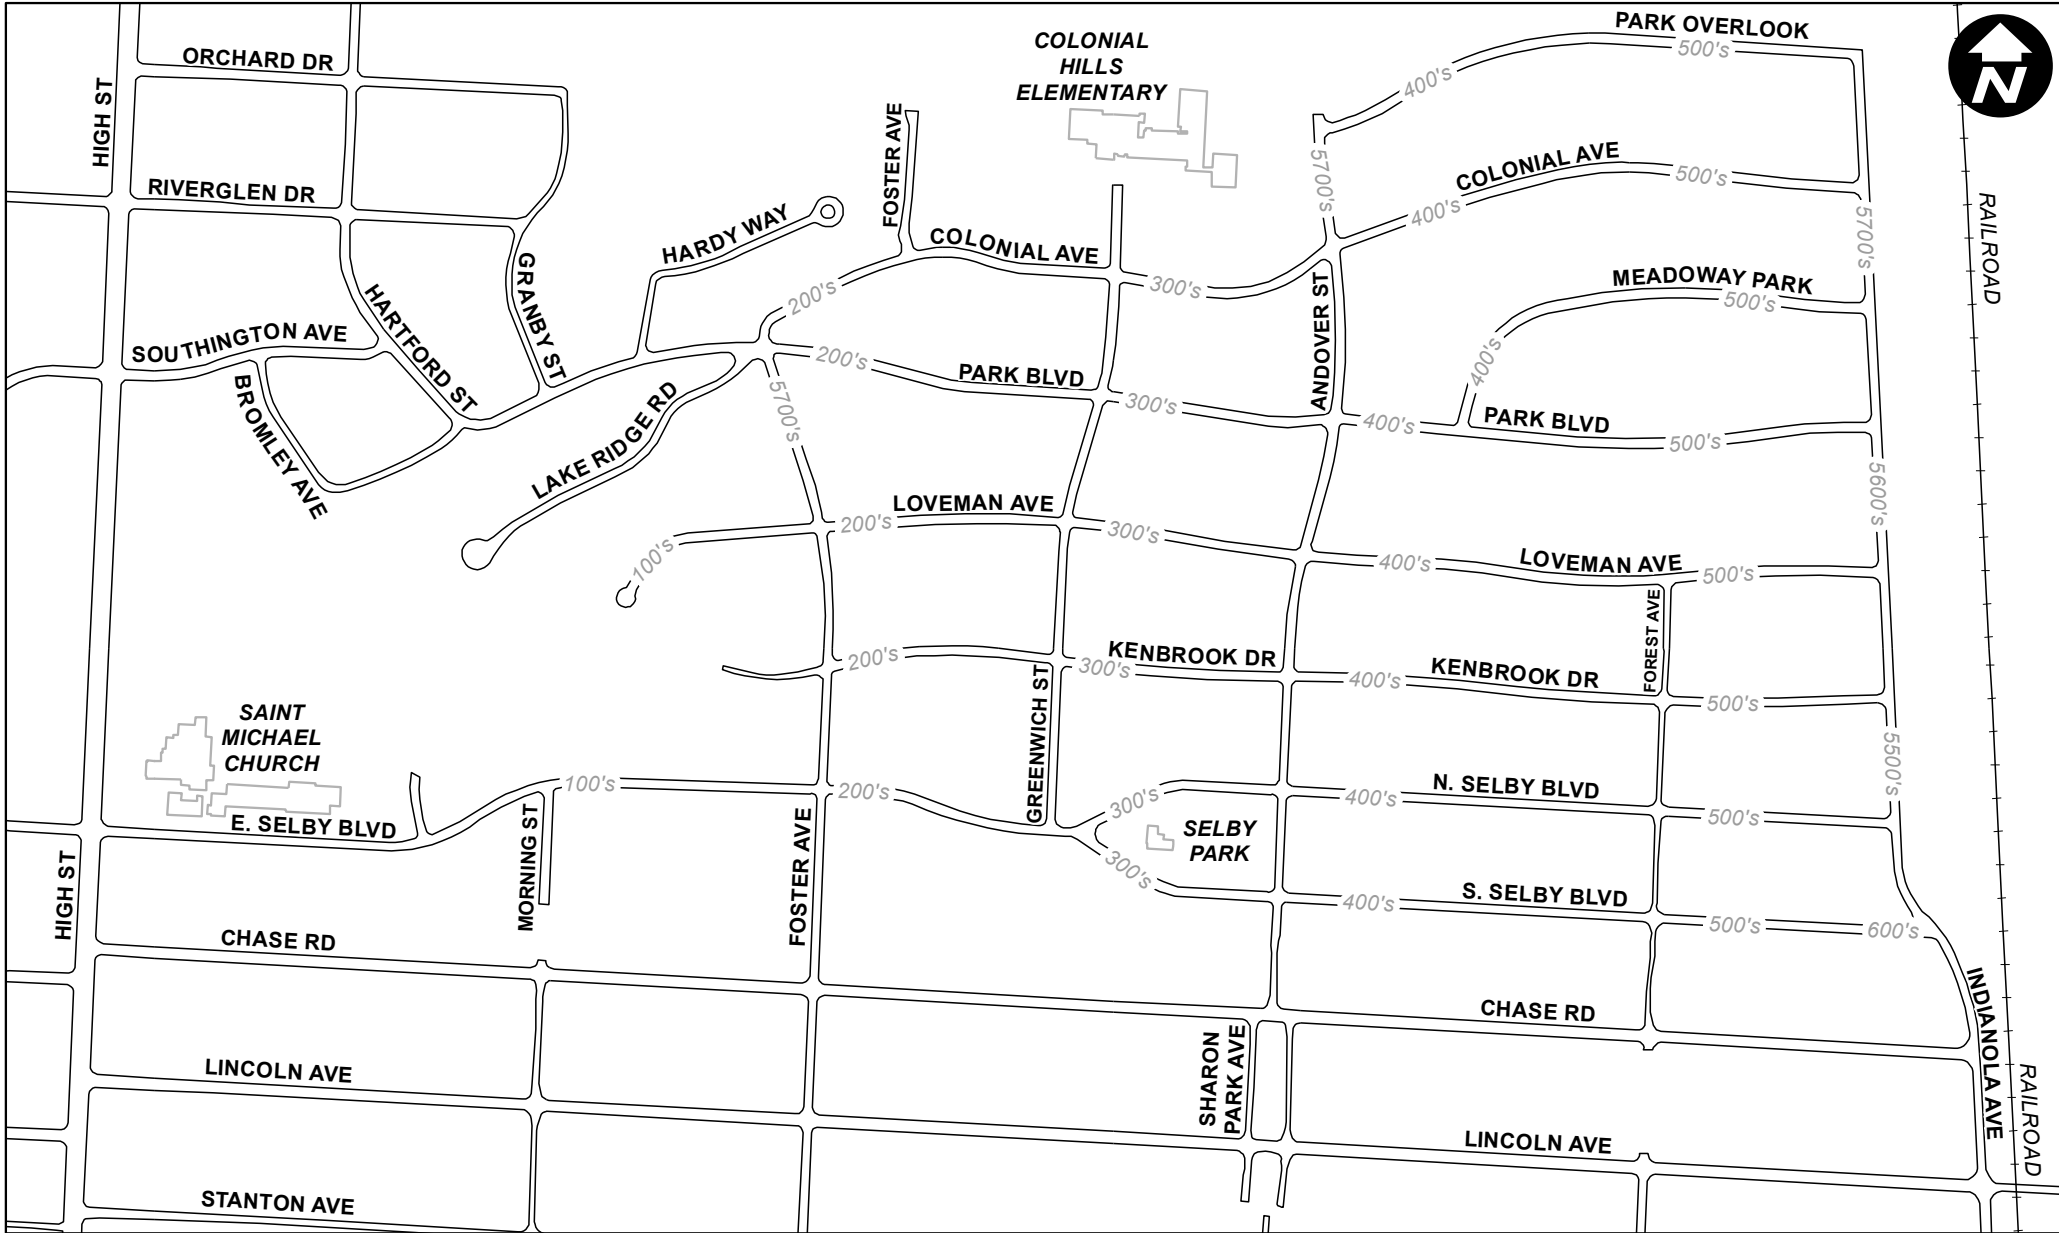 PARK OVERLOOK
500's
COLONIAL
HILLS
ELEMENTARY
ORCHARD DR
N
400's
HIGH ST
FOSTER AVE
5700's
COLONIAL AVE
500's
RIVERGLEN DR
400's
HARDY WAY
RAILROAD
COLONIAL AVE
5700's
300's
200's
MEADOWAY PARK
500's
GRANBY ST
HARTFORD ST
ANDOVER ST
SOUTHINGTON AVE
200's
400's
PARK BLVD
BROMLEY AVE
LAKE RIDGE RD
5700's
300's
400's
PARK BLVD
500's
5600's
LOVEMAN AVE
200's
300's
100's
400's
LOVEMAN AVE
500's
FOREST AVE
200's
KENBROOK DR
300's
400's
KENBROOK DR
500's
GREENWICH ST
SAINT
MICHAEL
CHURCH
5500's
100's
200's
300's
N. SELBY BLVD
400's
500's
E. SELBY BLVD
MORNING ST
FOSTER AVE
SELBY
PARK
300's
HIGH ST
S. SELBY BLVD
400's
500's
600's
CHASE RD
CHASE RD
INDIANOLA AVE
SHARON
PARK AVE
LINCOLN AVE
RAILROAD
LINCOLN AVE
STANTON AVE